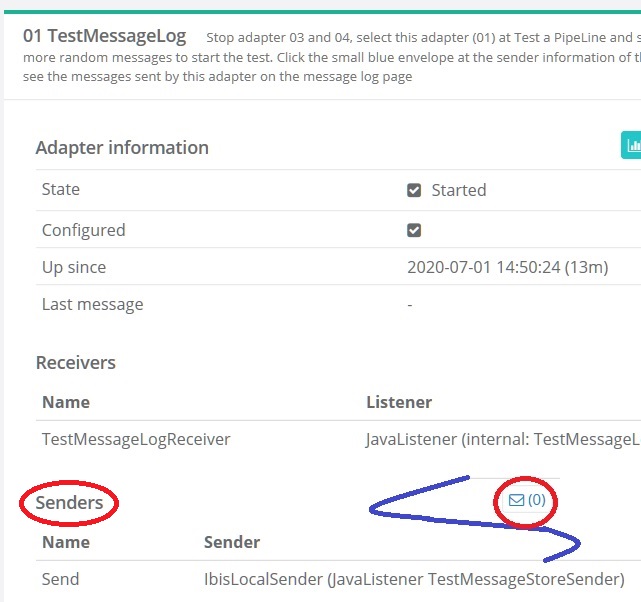 01 TestMessageLog Stop adapter 03 and 04, select this adapter (01) at Test a PipeLine and s
more random messages to start the test. Click the small blue envelope at the sender information of t
see the messages sent by this adapter on the message log page
Adapter information
State Started
Configured
Up since 2020-07-01 14:50:24 (13m)
Last message -
Receivers
Name Listener
TestMessageLogReceiver JavaListener (internal: TestMessageL
Senders (0)
Name Sender
Send IbisLocalSender (JavaListener TestMessageStoreSender)